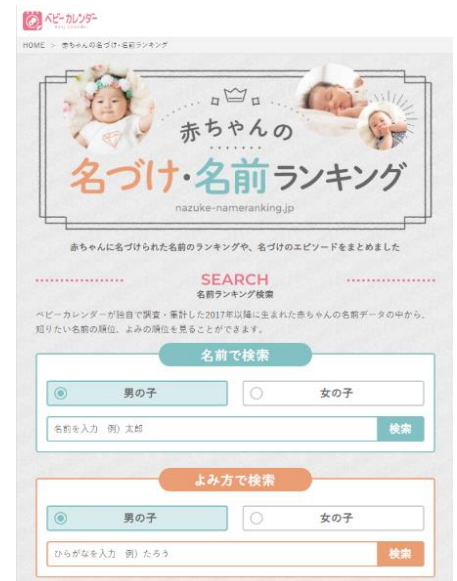 ベビーカレンダー
HOME > 赤ちゃんの名づけ・名前ランキング
赤ちゃんの
名づけ・名前ランキング
nazuke-nameranking.jp
赤ちゃんに名づけられた名前のランキングや、名づけのエピソードをまとめました
SEARCH
名前ランキング検索
ベビーカレンダーが独自で調査・集計した2017年以降に生まれた赤ちゃんの名前データの中から、
知りたい名前の順位、よみの順位を見ることができます。
名前で検索
男の子 女の子
名前を入力 例）太郎 検索
よみ方で検索
男の子 女の子
ひらがなを入力 例）たろう 検索